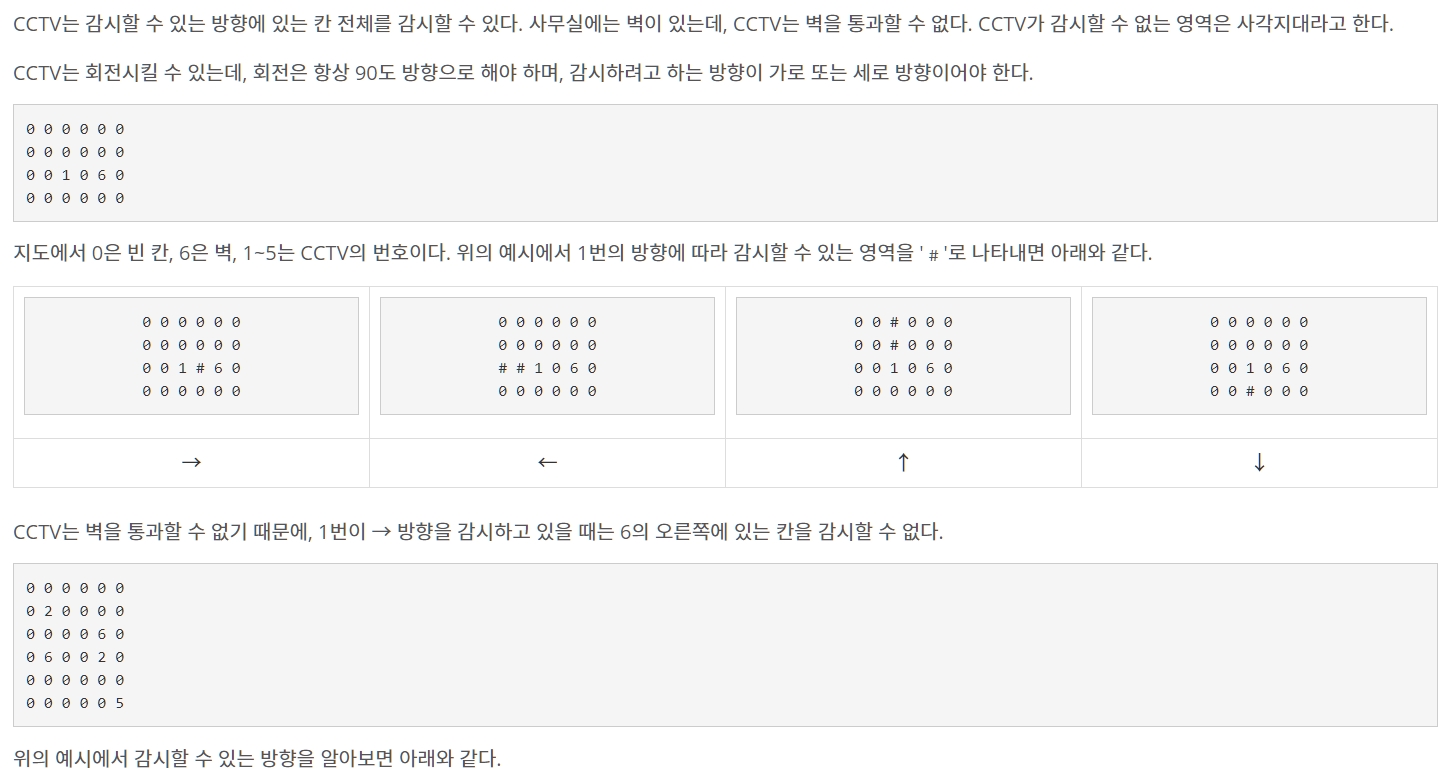 CCTV는 감시할 수 있는 방향에 있는 칸 전체를 감시할 수 있다. 사무실에는 벽이 있는데, CCTV는 벽을 통과할 수 없다. CCTV가 감시할 수 없는 영역은 사각지대라고 한다.
CCTV는 회전시킬 수 있는데, 회전은 항상 90도 방향으로 해야 하며, 감시하려고 하는 방향이 가로 또는 세로 방향이어야 한다.
0 0 0 0 0 0
0 0 0 0 0 0
0 0 1 0 6 0
0 0 0 0 0 0
지도에서 0은 빈 칸, 6은 벽, 1~5는 CCTV의 번호이다. 위의 예시에서 1번의 방향에 따라 감시할 수 있는 영역을 '#'로 나타내면 아래와 같다.
0 0 0 0 0 0
0 0 0 0 0 0
0 0 1 # 6 0
0 0 0 0 0 0
→
0 0 0 0 0 0
0 0 0 0 0 0
# # 1 0 6 0
0 0 0 0 0 0
←
0 0 # 0 0 0
0 0 # 0 0 0
0 0 1 0 6 0
0 0 0 0 0 0
↑
0 0 0 0 0 0
0 0 0 0 0 0
0 0 1 0 6 0
0 0 # 0 0 0
↓
CCTV는 벽을 통과할 수 없기 때문에, 1번이 → 방향을 감시하고 있을 때는 6의 오른쪽에 있는 칸을 감시할 수 없다.
0 0 0 0 0 0
0 2 0 0 0 0
0 0 0 0 6 0
0 6 0 0 2 0
0 0 0 0 0 0
0 0 0 0 0 5
위의 예시에서 감시할 수 있는 방향을 알아보면 아래와 같다.